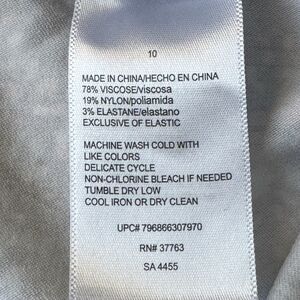 10
MADE IN CHINA/HECHO EN CHINA
78% VISCOSE/viscosa
19% NYLON/poliamida
3% ELASTANE/elastano
EXCLUSIVE OF ELASTIC
MACHINE WASH COLD WITH
LIKE COLORS
DELICATE CYCLE
NON-CHLORINE BLEACH IF NEEDED
TUMBLE DRY LOW
COOL IRON OR DRY CLEAN
UPC# 796866307970
RN# 37763
SA 4455